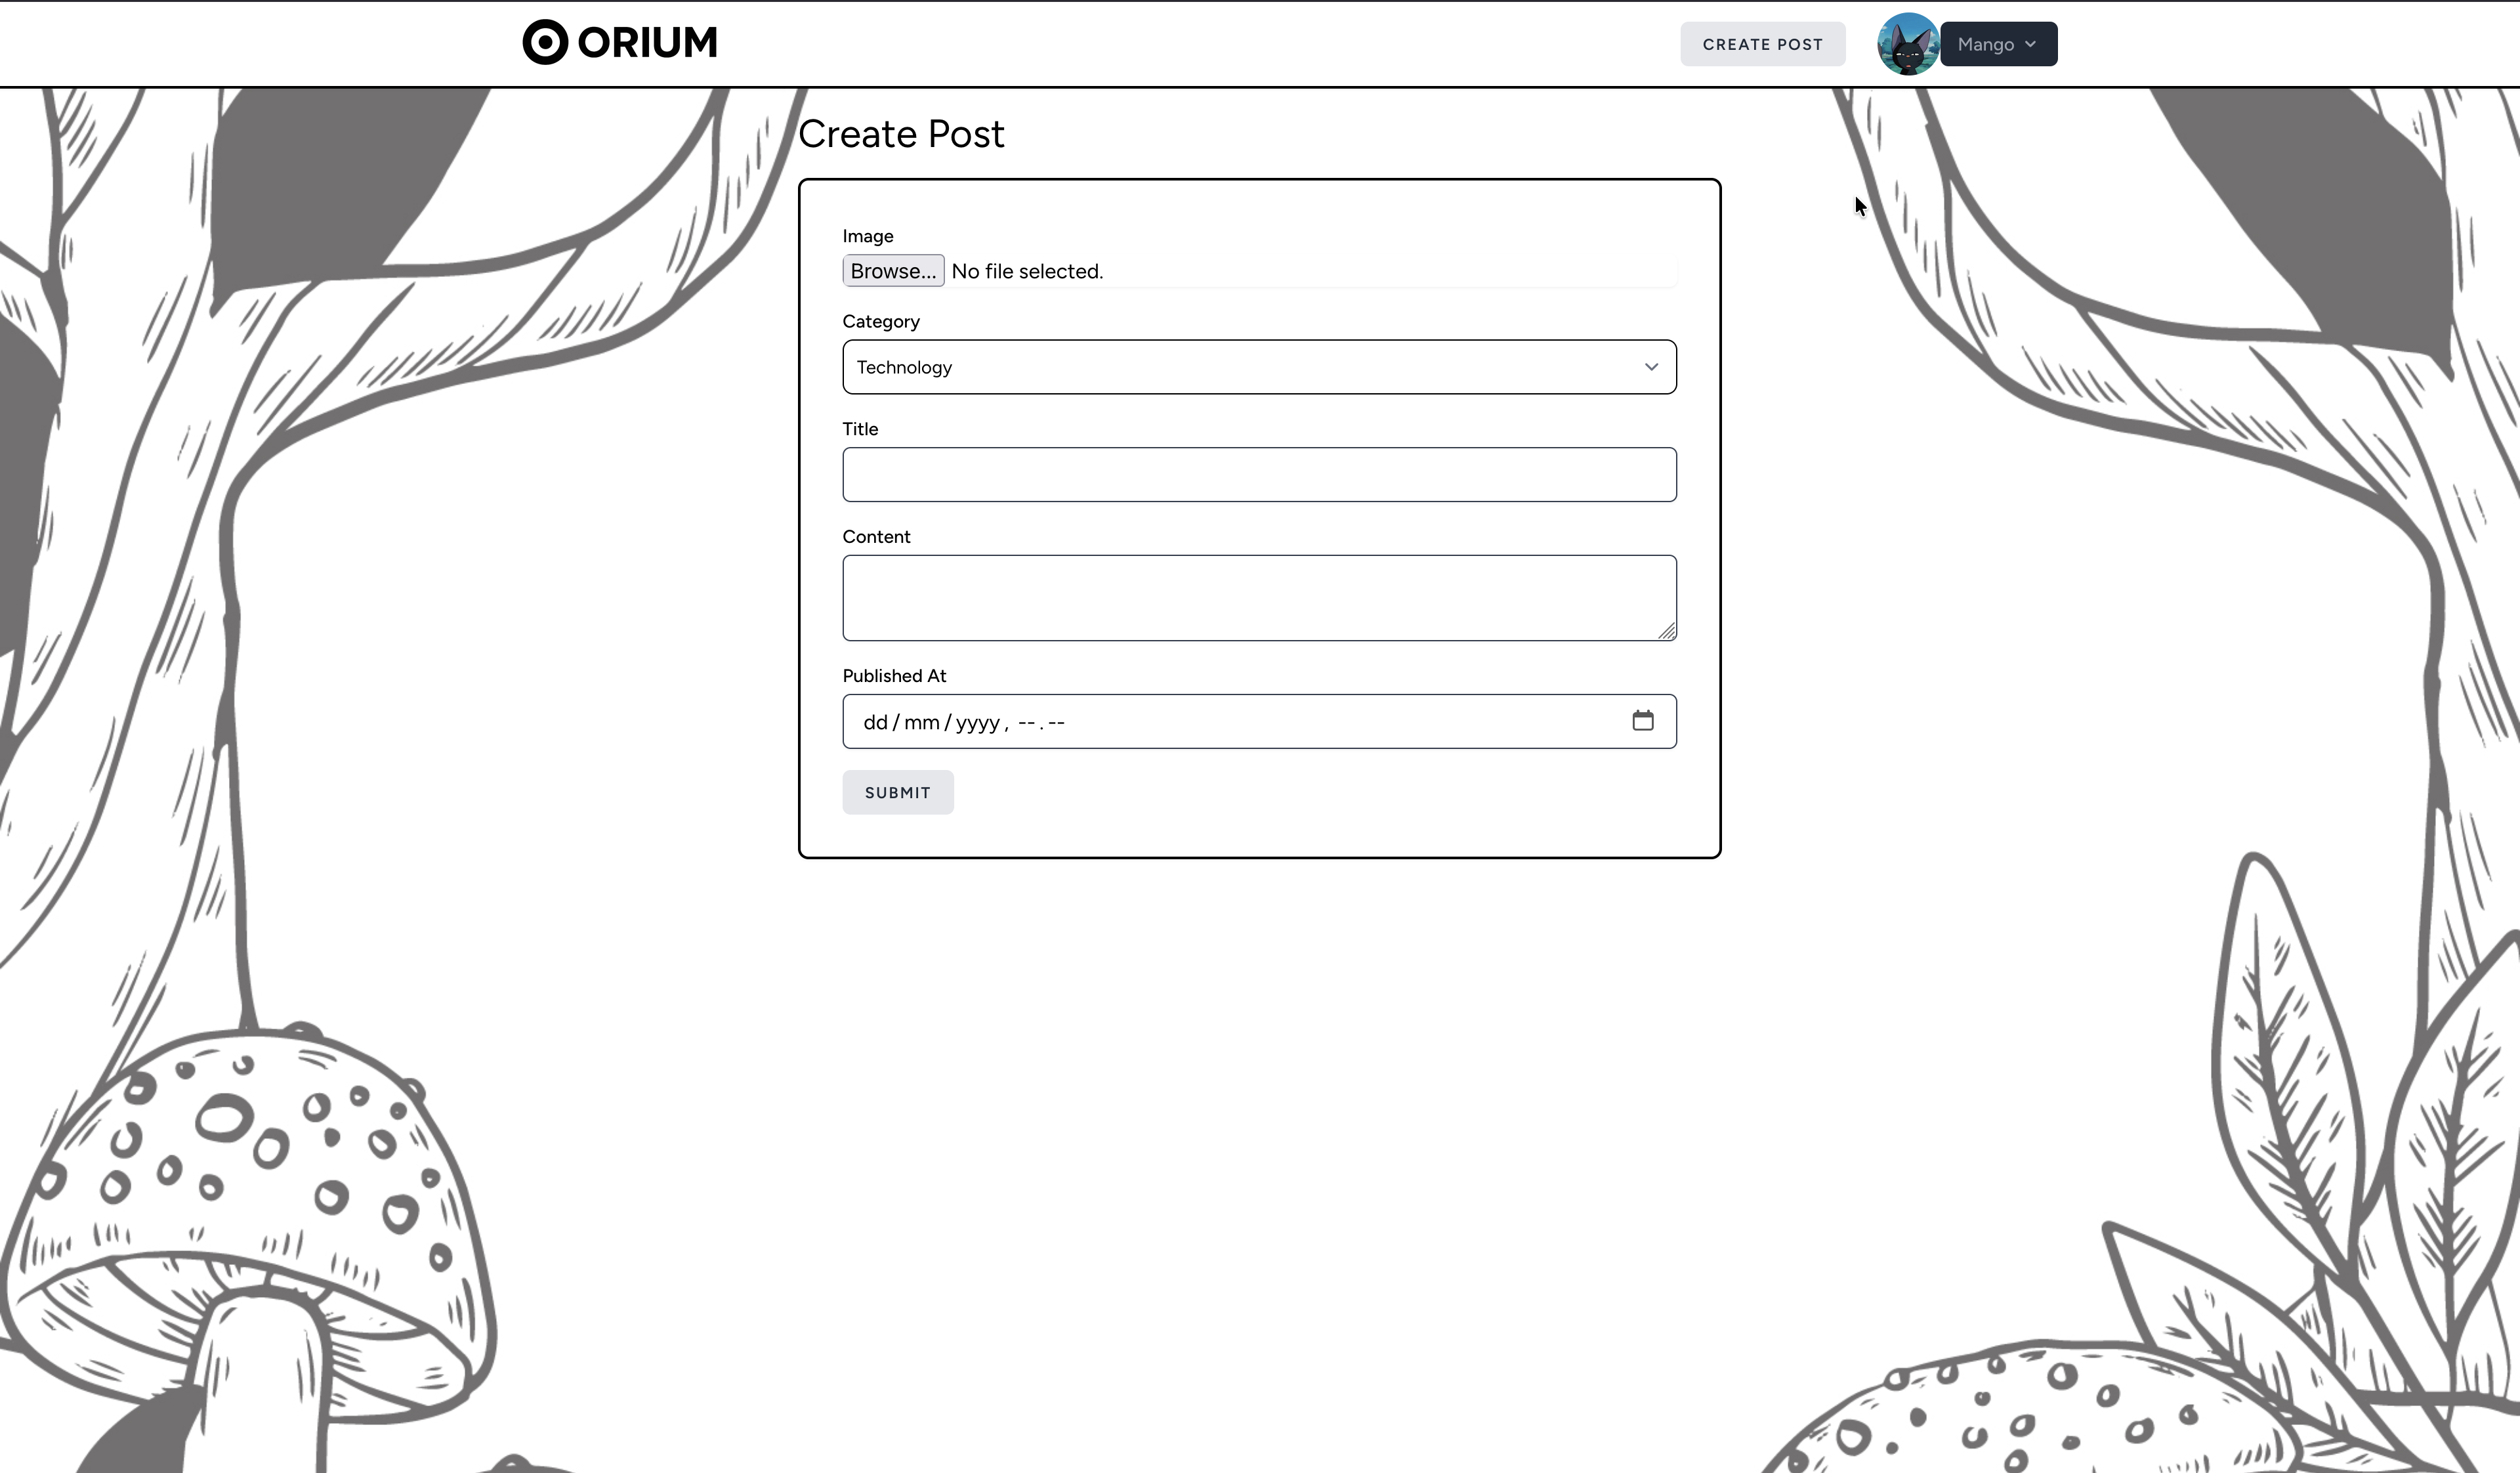 ORIUM
CREATE POST
Mango
Create Post
Image
Browse... No file selected.
Category
Technology
Title
Content
Published At
dd / mm / yyyy , -- . --
SUBMIT